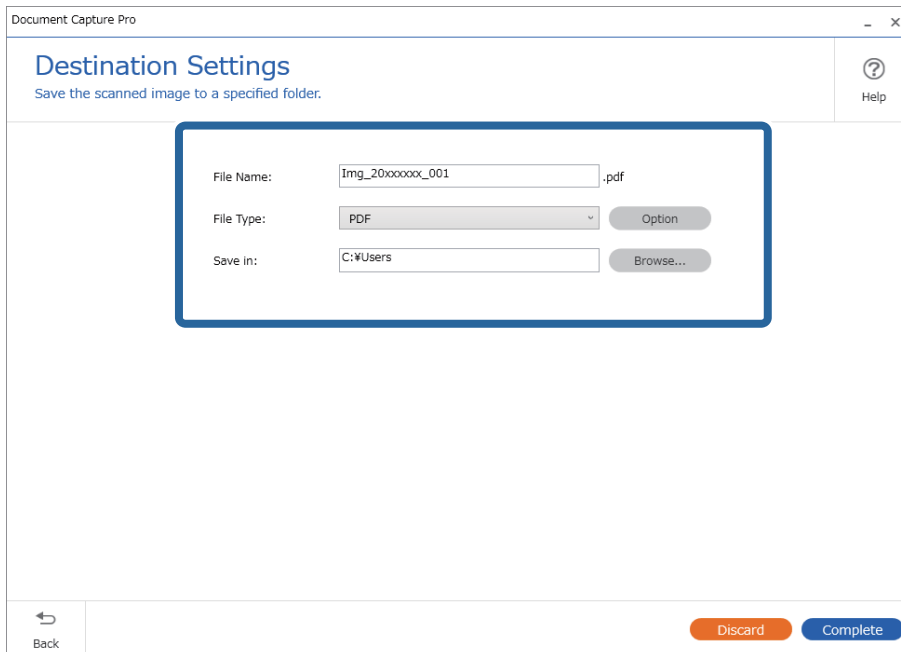 Document Capture Pro
Destination Settings
Save the scanned image to a specified folder.
Help
File Name: Img_20xxxxxx_001 .pdf
File Type: PDF Option
Save in: C:¥Users Browse...
Back
Discard Complete